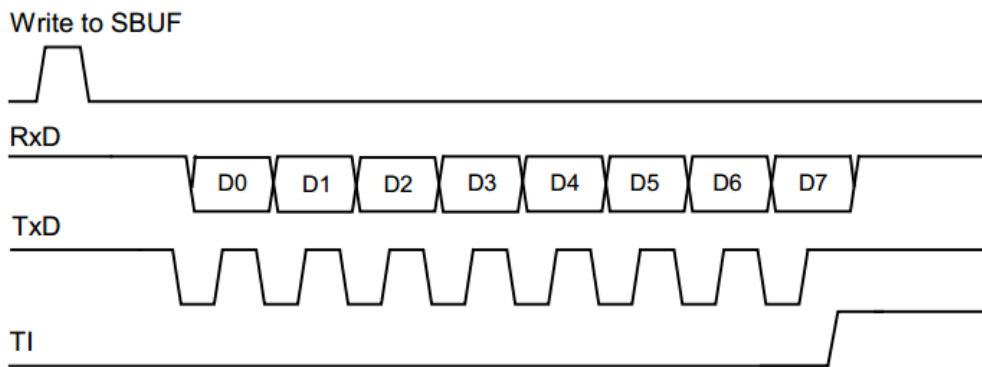 Write to SBUF
RxD
D0 D1 D2 D3 D4 D5 D6 D7
TxD
TI